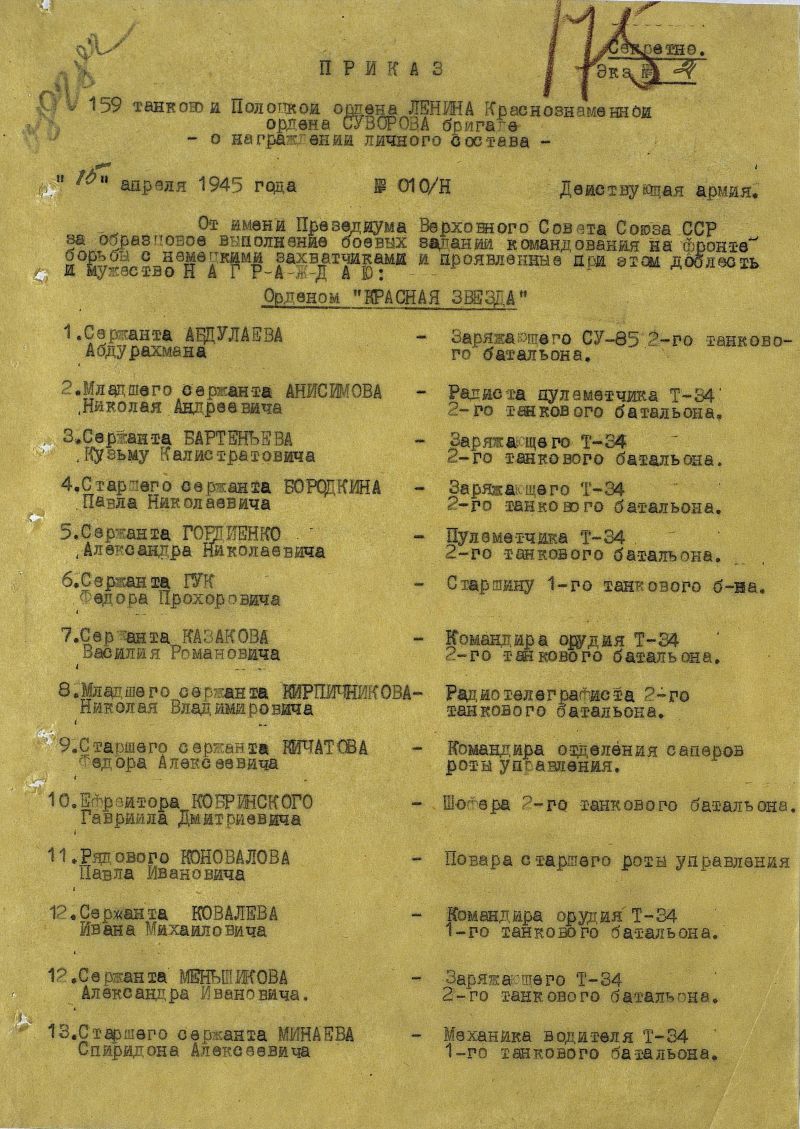 175
Секретно.
ПРИКАЗ
Экз №
159 танковой Полоцкой ордена ЛЕНИНА Краснознаменной
ордена СУВОРОВА бригаде
- о награждении личного состава -
"15" апреля 1945 года № 010/Н Действующая армия.
От имени Президиума Верховного Совета Союза ССР
за образцовое выполнение боевых заданий командования на фронте
борьбы с немецкими захватчиками и проявленные при этом доблесть
и мужество Н А Г Р-А-Ж-Д А Ю:
Орденом "КРАСНАЯ ЗВЕЗДА"
1. Сержанта АБДУЛАЕВА - Заряжающего СУ-85 2-го танково-
Абдурахмана го батальона.
2. Младшего сержанта АНИСИМОВА - Радиста пулеметчика Т-34
Николая Андреевича 2-го танкового батальона.
3. Сержанта БАРТЕНЬЕВА - Заряжающего Т-34
Кузьму Калистратовича 2-го танкового батальона.
4. Старшего сержанта БОРОДКИНА - Заряжающего Т-34
Павла Николаевича 2-го танкового батальона.
5. Сержанта ГОРДИЕНКО - Пулеметчика Т-34
Александра Николаевича 2-го танкового батальона.
6. Сержанта ГУК - Старшину 1-го танкового б-на.
Федора Прохоровича
7. Сержанта КАЗАКОВА - Командира орудия Т-34
Василия Романовича 2-го танкового батальона.
8. Младшего сержанта КИРПИЧНИКОВА- Радиотелеграфиста 2-го
Николая Владимировича танкового батальона.
9. Старшего сержанта КИЧАТОВА - Командира отделения саперов
Федора Алексеевича роты управления.
10. Ефрейтора КОБРИНСКОГО - Шофера 2-го танкового батальона.
Гавриила Дмитриевича
11. Рядового КОНОВАЛОВА - Повара старшего роты управления
Павла Ивановича
12. Сержанта КОВАЛЕВА - Командира орудия Т-34
Ивана Михайловича 1-го танкового батальона.
12. Сержанта МЕНЬШИКОВА - Заряжающего Т-34
Александра Ивановича. 2-го танкового батальона.
13. Старшего сержанта МИНАЕВА - Механика водителя Т-34
Спиридона Алексеевича 1-го танкового батальона.